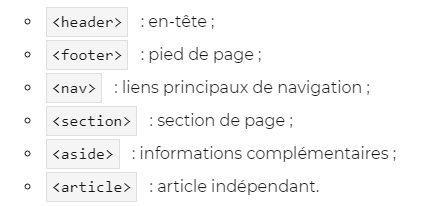 <header> : en-tête ;
<footer> : pied de page ;
<nav> : liens principaux de navigation ;
<section> : section de page ;
<aside> : informations complémentaires ;
<article> : article indépendant.